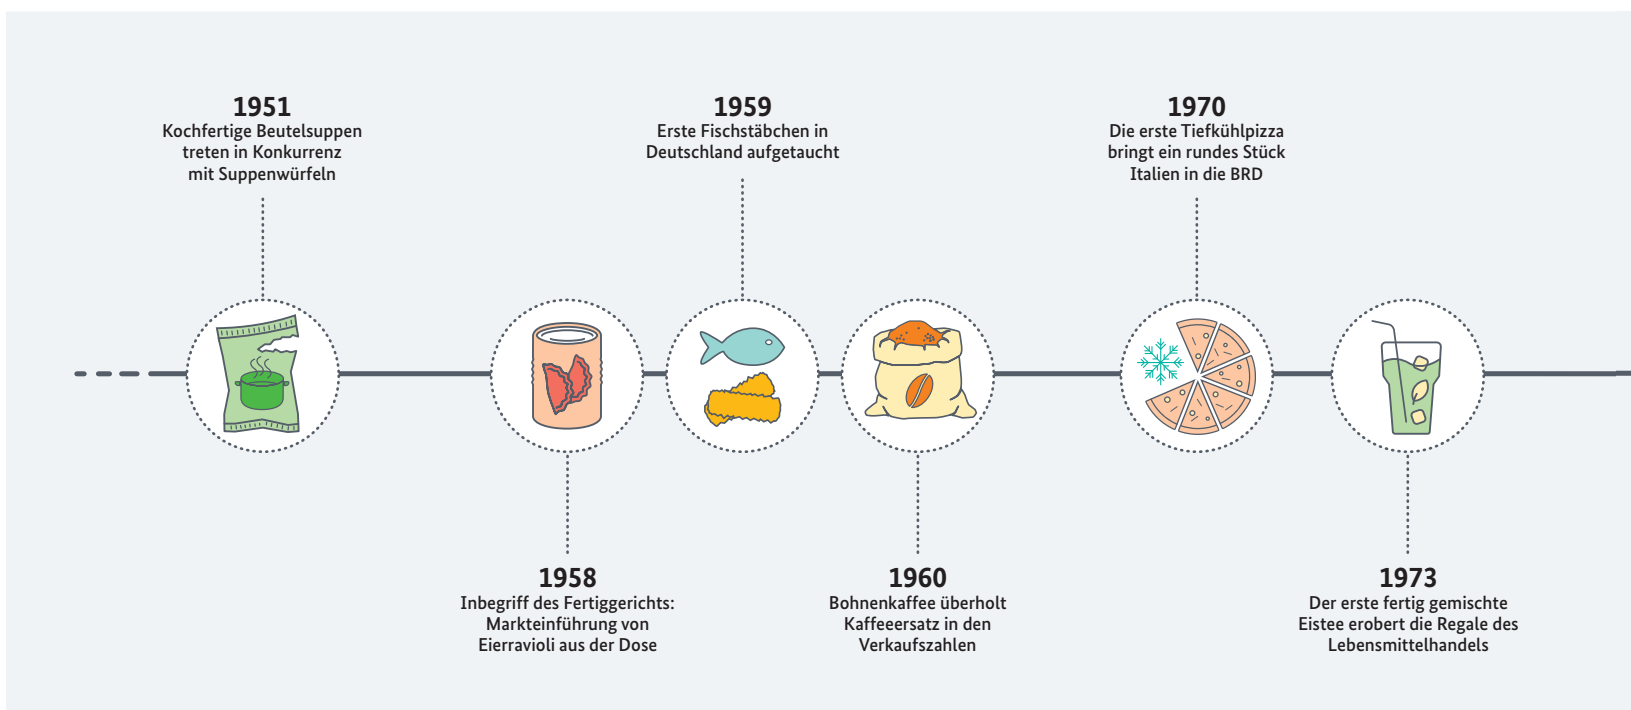 1951
Kochfertige Beutelsuppen
treten in Konkurrenz
mit Suppenwürfeln
1958
Inbegriff des Fertiggerichts:
Markteinführung von
Eierravioli aus der Dose
1959
Erste Fischstäbchen in
Deutschland aufgetaucht
1960
Bohnenkaffee überholt
Kaffeeersatz in den
Verkaufszahlen
1970
Die erste Tiefkühlpizza
bringt ein rundes Stück
Italien in die BRD
1973
Der erste fertig gemischte
Eistee erobert die Regale des
Lebensmittelhandels